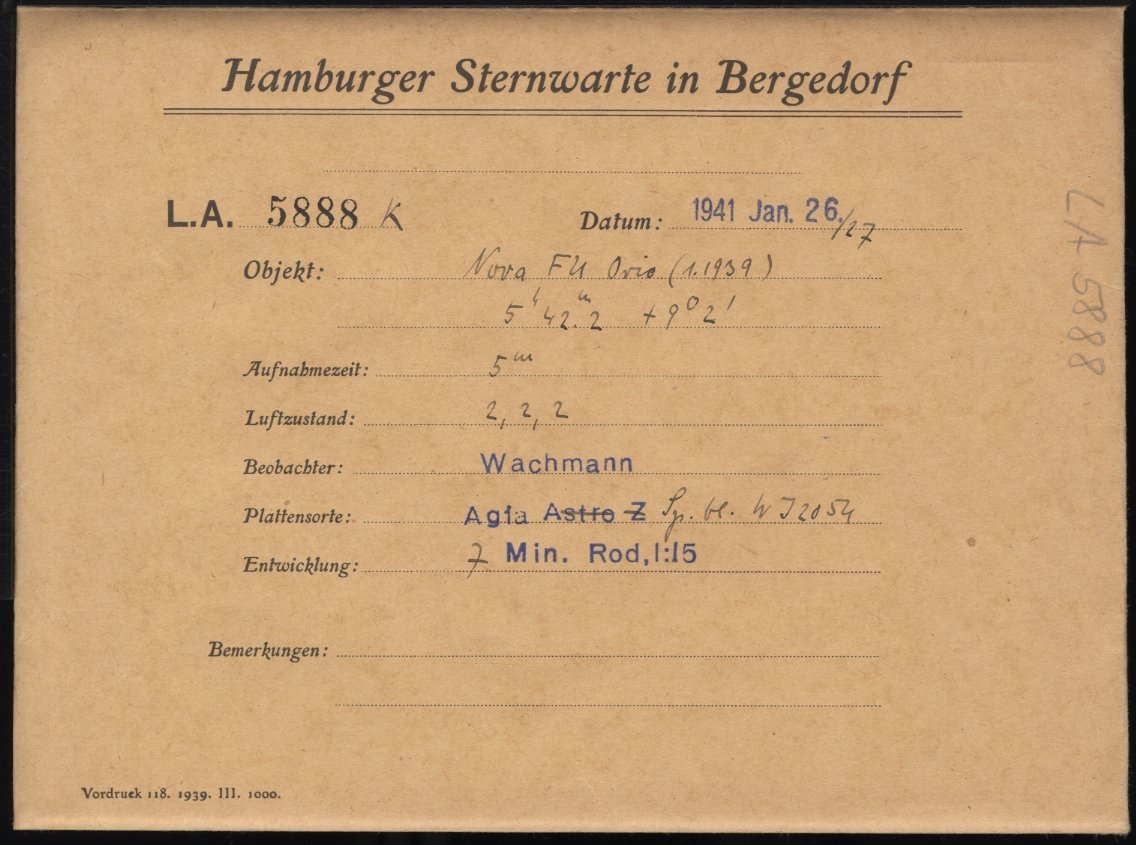 Hamburger Sternwarte in Bergedorf
L.A. 5888 K
Datum: 1941 Jan. 26./27
Objekt: Nova FU Orio (1.1939)
5h 42.m2 +9° 2'
Aufnahmezeit: 5m
Luftzustand: 2, 2, 2
Beobachter: Wachmann
Plattensorte: Agfa Astro Z Sp. bl. W J 2054
Entwicklung: 7 Min. Rod, 1:15
Bemerkungen:
Vordruck 118. 1939. III. 1000.
LA 5888